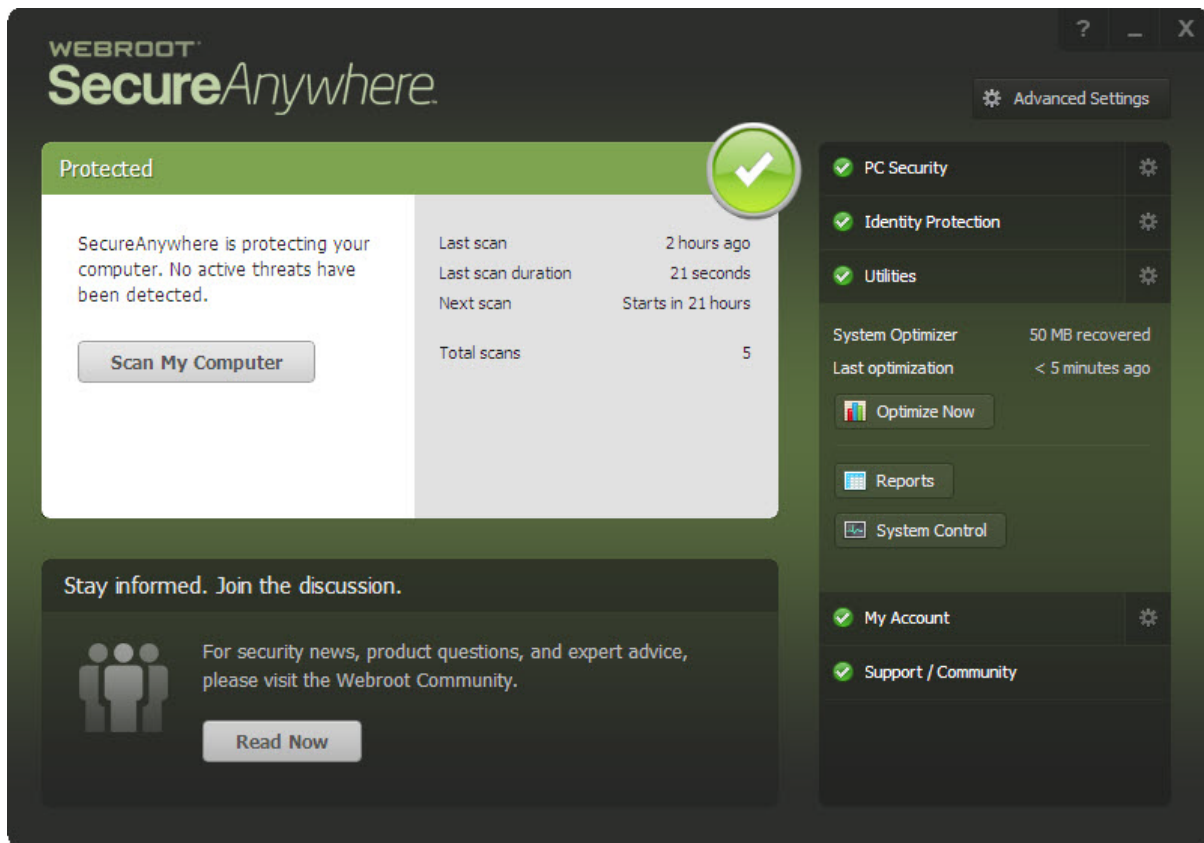 WEBROOT
SecureAnywhere
? _ X
Advanced Settings
Protected
SecureAnywhere is protecting your
computer. No active threats have
been detected.
Scan My Computer
Last scan 2 hours ago
Last scan duration 21 seconds
Next scan Starts in 21 hours
Total scans 5
Stay informed. Join the discussion.
For security news, product questions, and expert advice,
please visit the Webroot Community.
Read Now
PC Security
Identity Protection
Utilities
System Optimizer 50 MB recovered
Last optimization < 5 minutes ago
Optimize Now
Reports
System Control
My Account
Support / Community